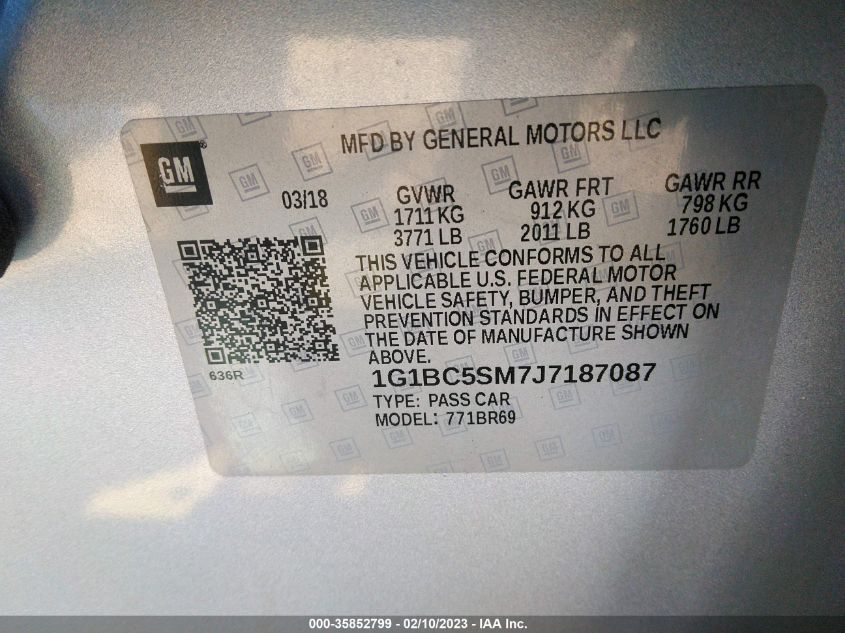 MFD BY GENERAL MOTORS LLC
GM
03/18
GVWR GAWR FRT GAWR RR
1711 KG 912 KG 798 KG
3771 LB 2011 LB 1760 LB
THIS VEHICLE CONFORMS TO ALL
APPLICABLE U.S. FEDERAL MOTOR
VEHICLE SAFETY, BUMPER, AND THEFT
PREVENTION STANDARDS IN EFFECT ON
THE DATE OF MANUFACTURE SHOWN
ABOVE.
636R
1G1BC5SM7J7187087
TYPE: PASS CAR
MODEL: 771BR69
000-35852799 - 02/10/2023 - IAA Inc.